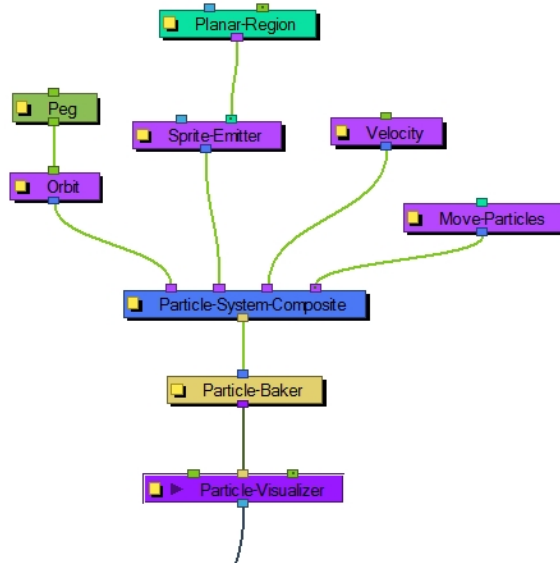 Planar-Region
Peg
Sprite-Emitter
Velocity
Orbit
Move-Particles
Particle-System-Composite
Particle-Baker
Particle-Visualizer